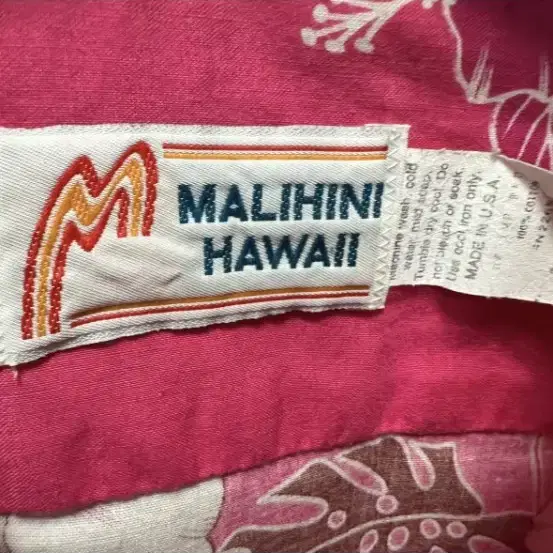 MALIHINI
HAWAII
Machine wash cold
water, mild soap.
Tumble dry cool. Do
not bleach or soak.
Use cool iron only.
MADE IN U.S.A.
100%